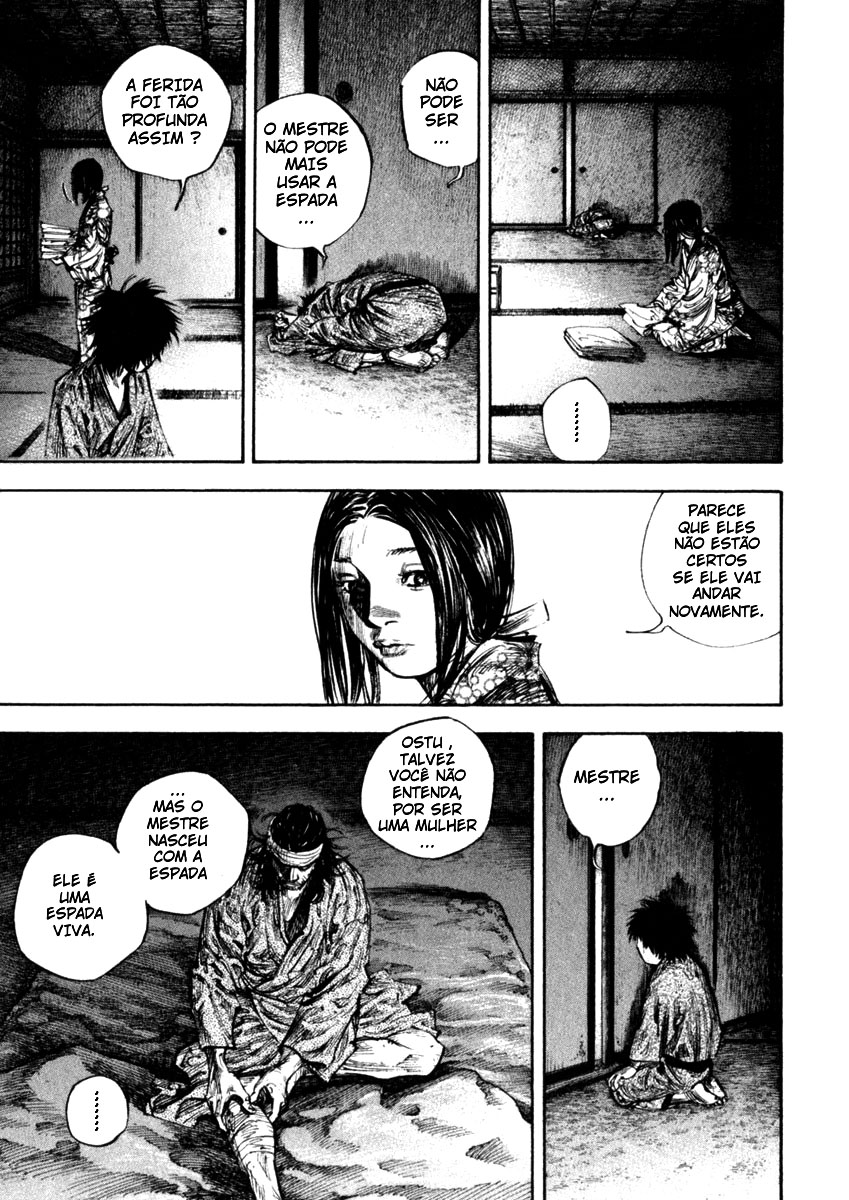 .......
NÃO
PODE
SER
...
O MESTRE
NÃO PODE
MAIS
USAR A
ESPADA
...
A FERIDA
FOI TÃO
PROFUNDA
ASSIM ?
PARECE
QUE ELES
NÃO ESTÃO
CERTOS
SE ELE VAI
ANDAR
NOVAMENTE.
MESTRE
...
OSTU ,
TALVEZ
VOCÊ NÃO
ENTENDA,
POR SER
UMA MULHER
...
...
MAS O
MESTRE
NASCEU
COM A
ESPADA
ELE É
UMA
ESPADA
VIVA.
.......